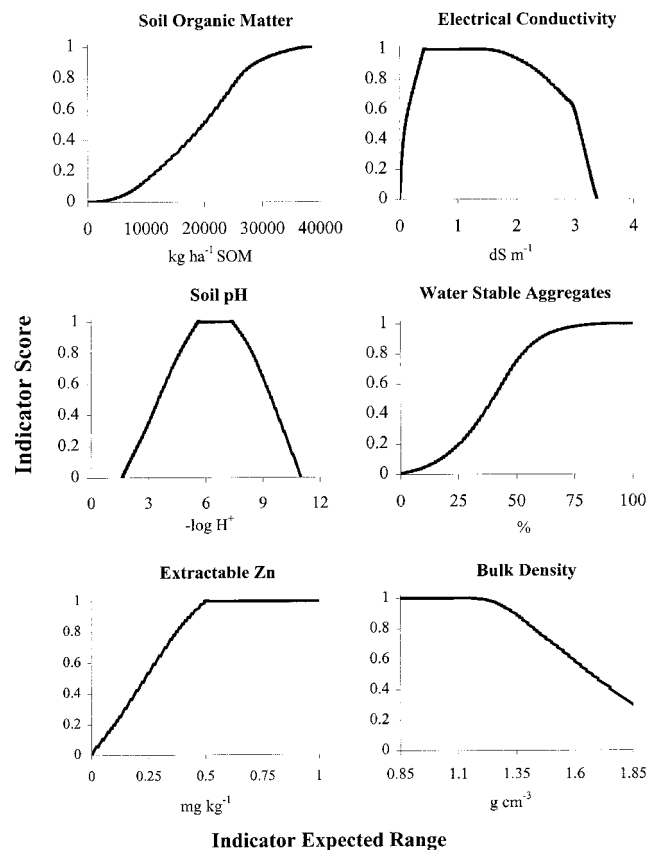 Soil Organic Matter
1
0.8
0.6
0.4
0.2
0
0 10000 20000 30000 40000
kg ha⁻¹ SOM
Electrical Conductivity
1
0.8
0.6
0.4
0.2
0
0 1 2 3 4
dS m⁻¹
Indicator Score
Soil pH
1
0.8
0.6
0.4
0.2
0
0 3 6 9 12
-log H⁺
Water Stable Aggregates
1
0.8
0.6
0.4
0.2
0
0 25 50 75 100
%
Extractable Zn
1
0.8
0.6
0.4
0.2
0
0 0.25 0.5 0.75 1
mg kg⁻¹
Bulk Density
1
0.8
0.6
0.4
0.2
0
0.85 1.1 1.35 1.6 1.85
g cm⁻³
Indicator Expected Range